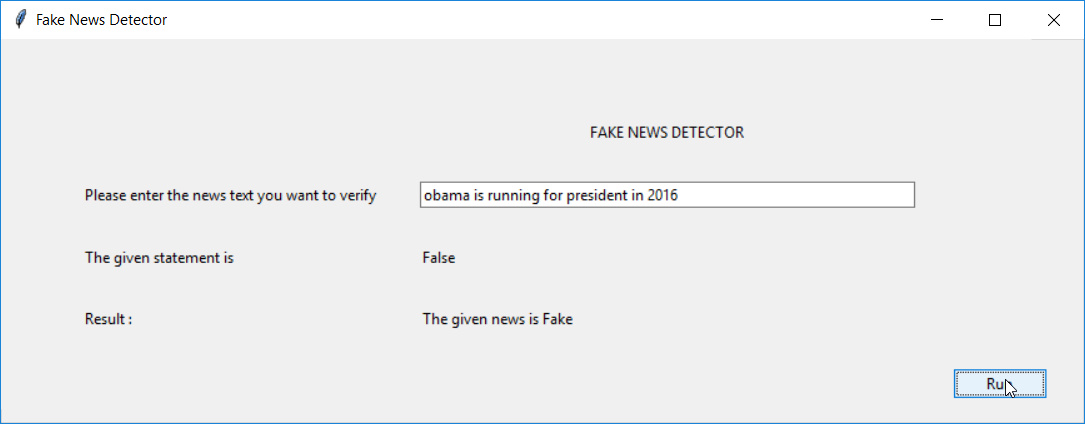 Fake News Detector
FAKE NEWS DETECTOR
Please enter the news text you want to verify obama is running for president in 2016
The given statement is False
Result : The given news is Fake
Run